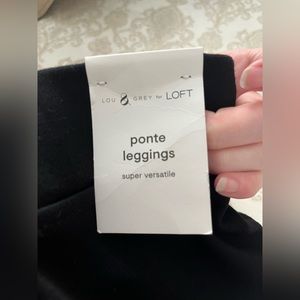 LOU & GREY for LOFT
ponte
leggings
super versatile